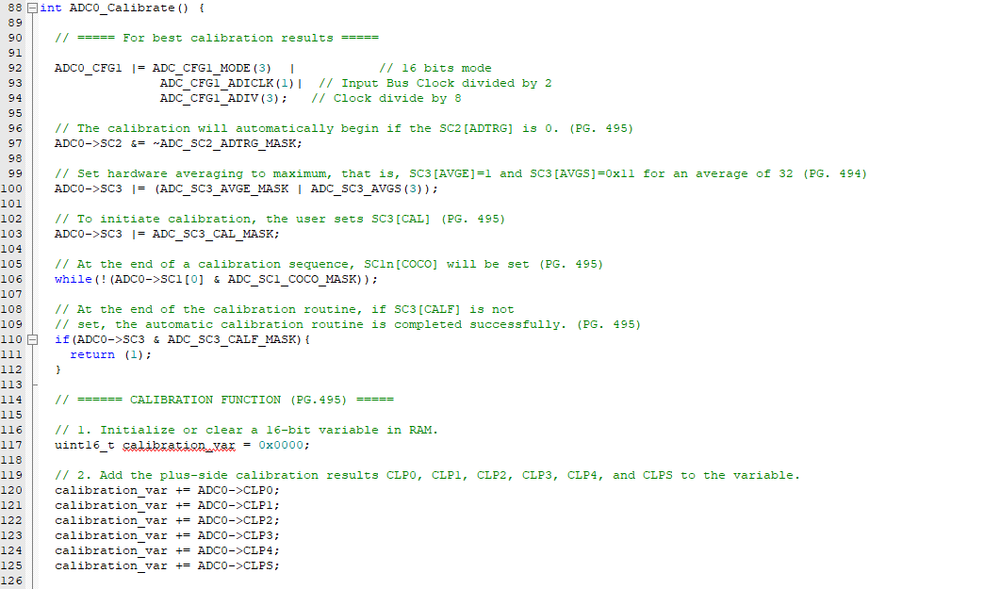 88 int ADC0_Calibrate() {
89
90 // ===== For best calibration results =====
91
92 ADC0_CFG1 |= ADC_CFG1_MODE(3) | // 16 bits mode
93 ADC_CFG1_ADICLK(1)| // Input Bus Clock divided by 2
94 ADC_CFG1_ADIV(3); // Clock divide by 8
95
96 // The calibration will automatically begin if the SC2[ADTRG] is 0. (PG. 495)
97 ADC0->SC2 &= ~ADC_SC2_ADTRG_MASK;
98
99 // Set hardware averaging to maximum, that is, SC3[AVGE]=1 and SC3[AVGS]=0x11 for an average of 32 (PG. 494)
100 ADC0->SC3 |= (ADC_SC3_AVGE_MASK | ADC_SC3_AVGS(3));
101
102 // To initiate calibration, the user sets SC3[CAL] (PG. 495)
103 ADC0->SC3 |= ADC_SC3_CAL_MASK;
104
105 // At the end of a calibration sequence, SC1n[COCO] will be set (PG. 495)
106 while(!(ADC0->SC1[0] & ADC_SC1_COCO_MASK));
107
108 // At the end of the calibration routine, if SC3[CALF] is not
109 // set, the automatic calibration routine is completed successfully. (PG. 495)
110 if(ADC0->SC3 & ADC_SC3_CALF_MASK){
111 return (1);
112 }
113
114 // ====== CALIBRATION FUNCTION (PG.495) =====
115
116 // 1. Initialize or clear a 16-bit variable in RAM.
117 uint16_t calibration_var = 0x0000;
118
119 // 2. Add the plus-side calibration results CLP0, CLP1, CLP2, CLP3, CLP4, and CLPS to the variable.
120 calibration_var += ADC0->CLP0;
121 calibration_var += ADC0->CLP1;
122 calibration_var += ADC0->CLP2;
123 calibration_var += ADC0->CLP3;
124 calibration_var += ADC0->CLP4;
125 calibration_var += ADC0->CLPS;
126